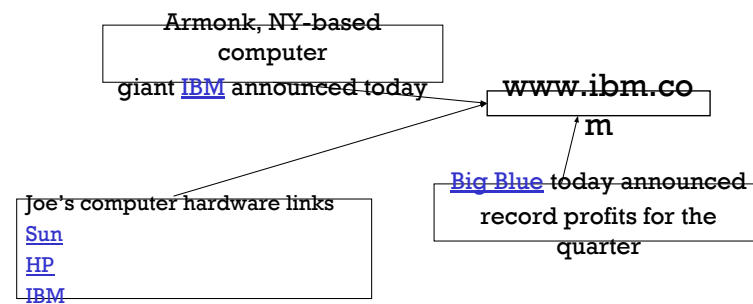 Armonk, NY-based
computer
giant IBM announced today
www.ibm.co
m
Big Blue today announced
record profits for the
quarter
Joe's computer hardware links
Sun
HP
IBM